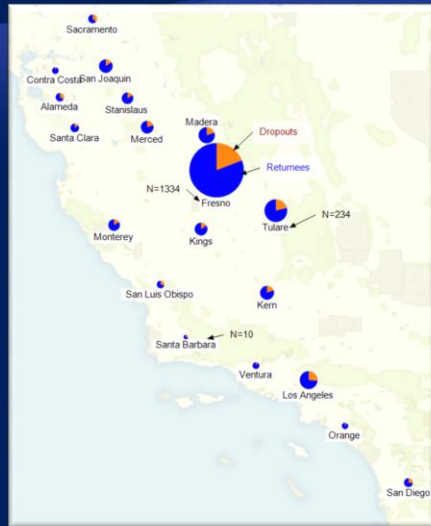 Sacramento
Contra Costa
San Joaquin
Alameda
Stanislaus
Santa Clara
Merced
Madera
Dropouts
Returnees
N=1334
Fresno
Tulare
N=234
Monterey
Kings
San Luis Obispo
Kern
N=10
Santa Barbara
Ventura
Los Angeles
Orange
San Diego